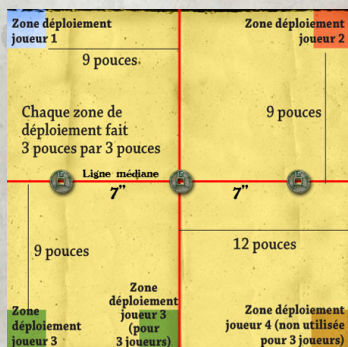 Zone déploiement
joueur 1
Zone déploiement
joueur 2
9 pouces
9 pouces
Chaque zone de
déploiement fait
3 pouces par 3 pouces
Ligne médiane
7”
7”
9 pouces
12 pouces
Zone
déploiement
joueur 3
Zone
déploiement
joueur 3
(pour
3 joueurs)
Zone déploiement
joueur 4 (non utilisée
pour 3 joueurs)